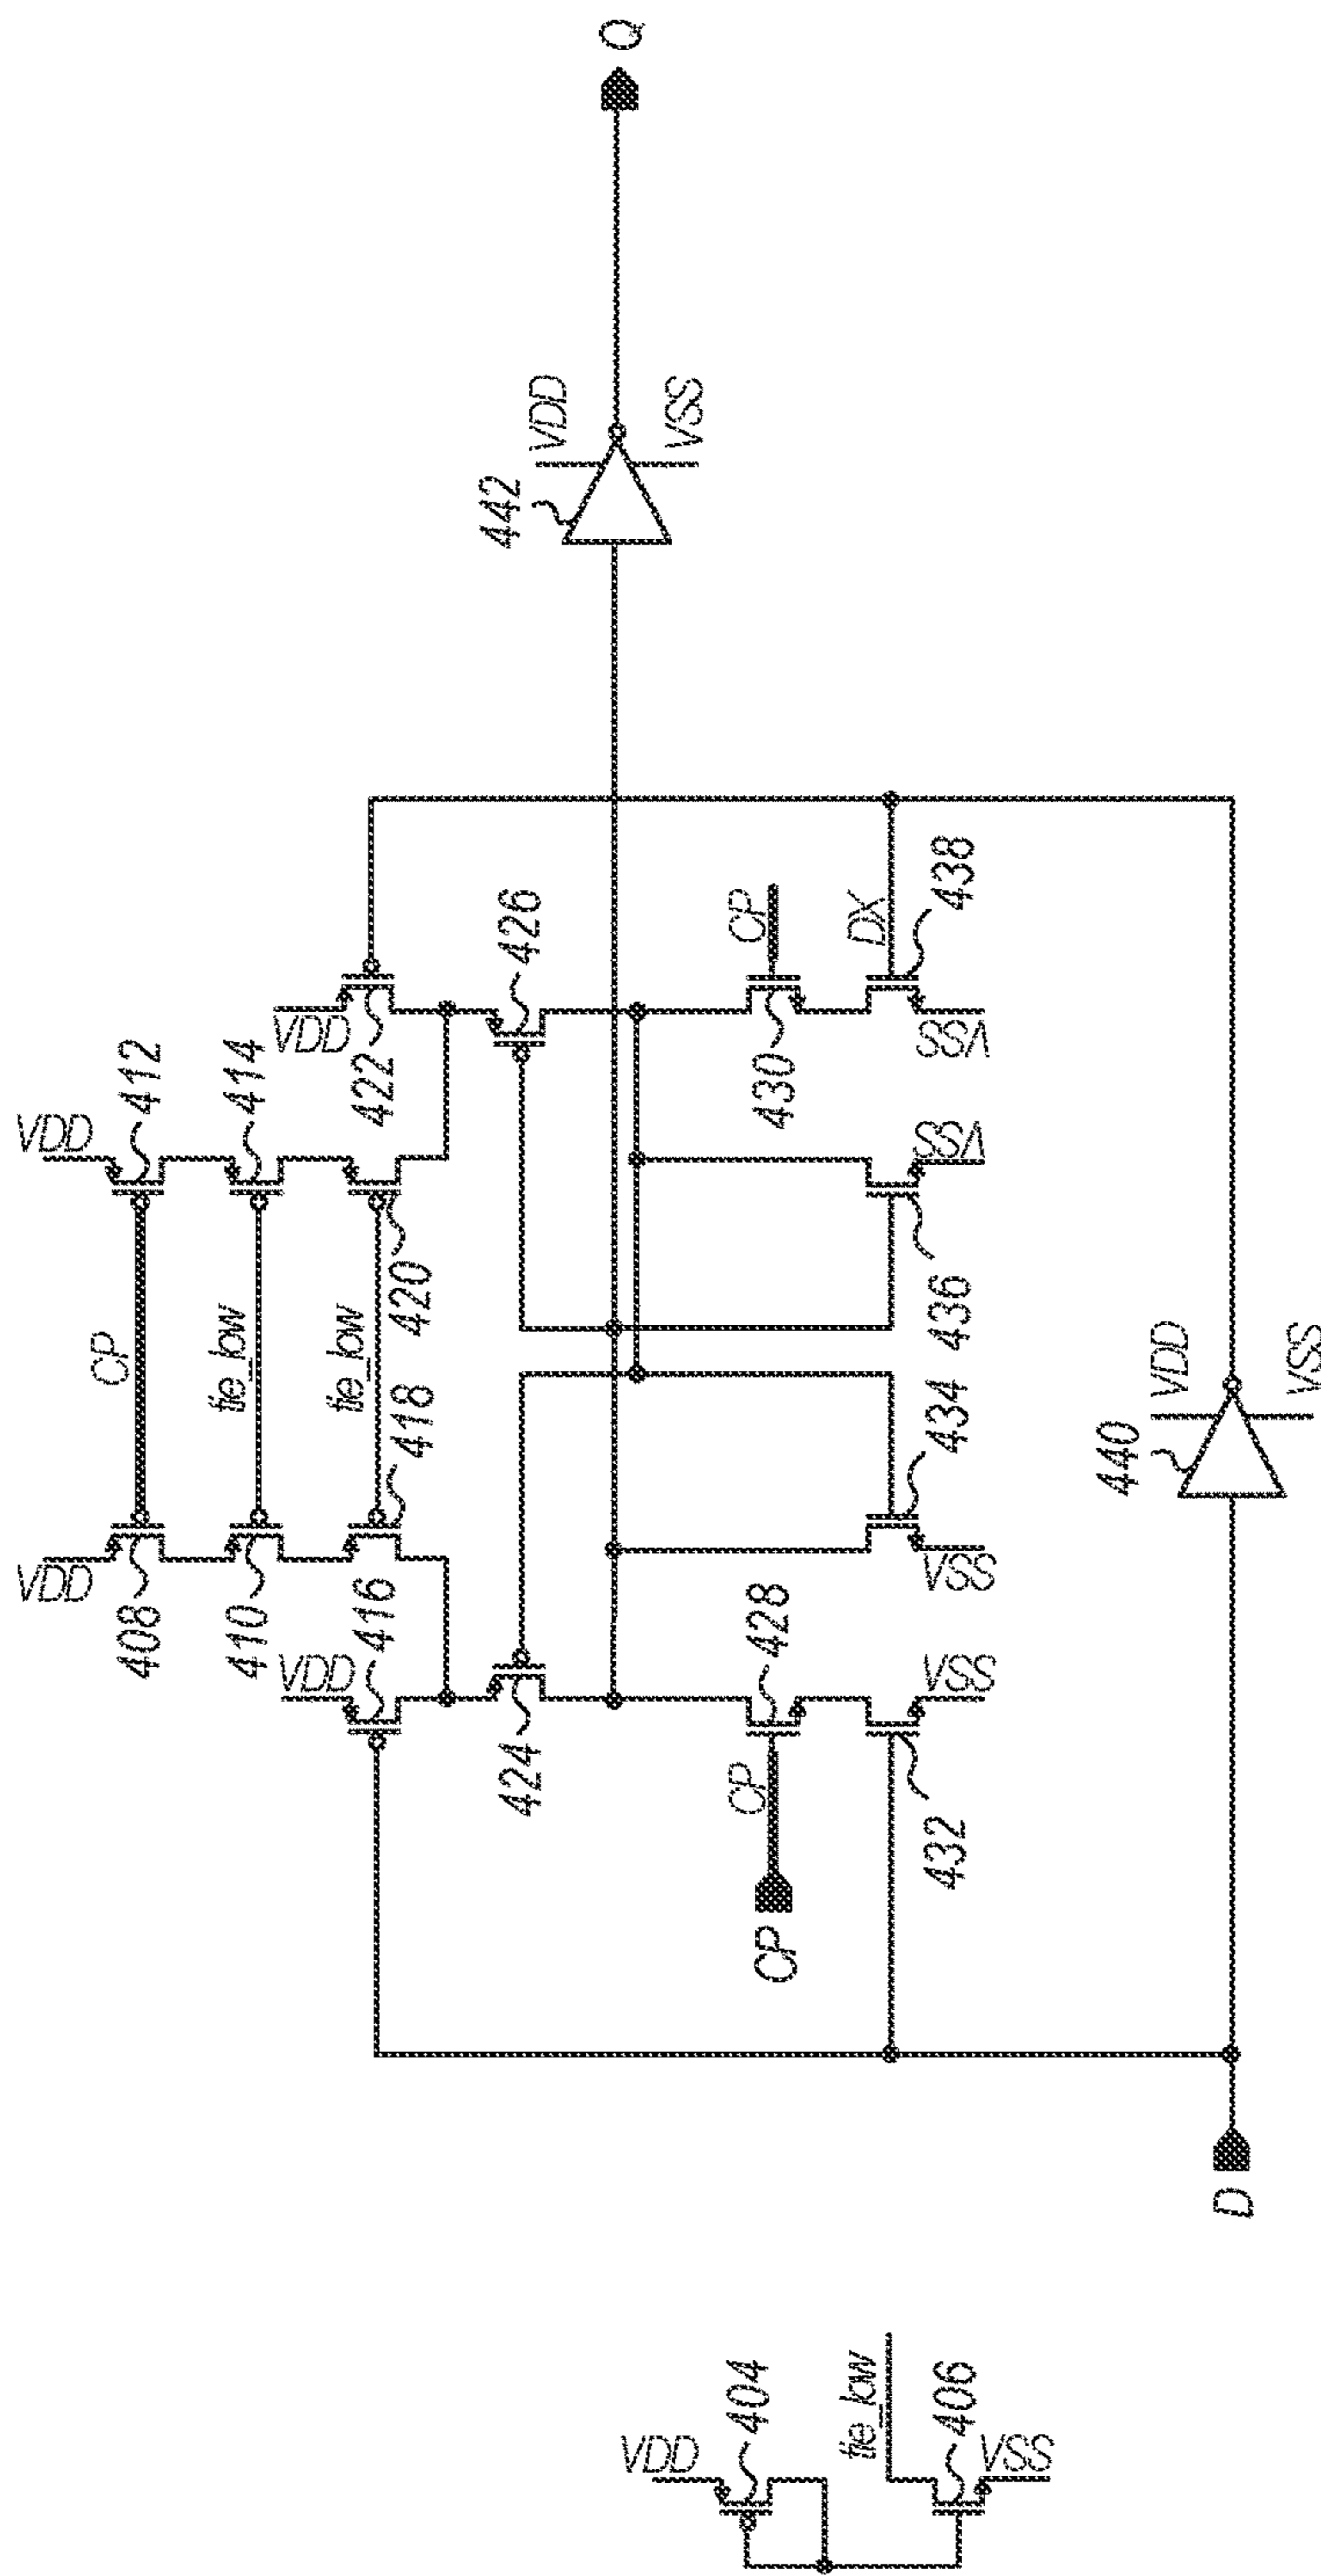 VDD
404
tie_low
406
VSS
D
VDD
408
CP
VDD
412
410
tie_low
414
VDD
416
418
tie_low
420
VDD
422
424
426
CP
CP
428
VSS
432
434
VSS
436
VSS
430
CP
DX
438
VSS
440
VDD
VSS
442
VDD
VSS
Q